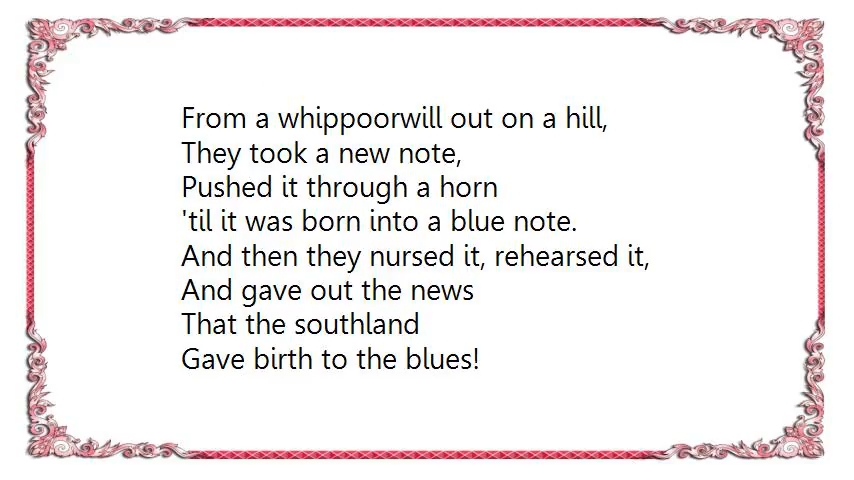 From a whippoorwill out on a hill,
They took a new note,
Pushed it through a horn
'til it was born into a blue note.
And then they nursed it, rehearsed it,
And gave out the news
That the southland
Gave birth to the blues!